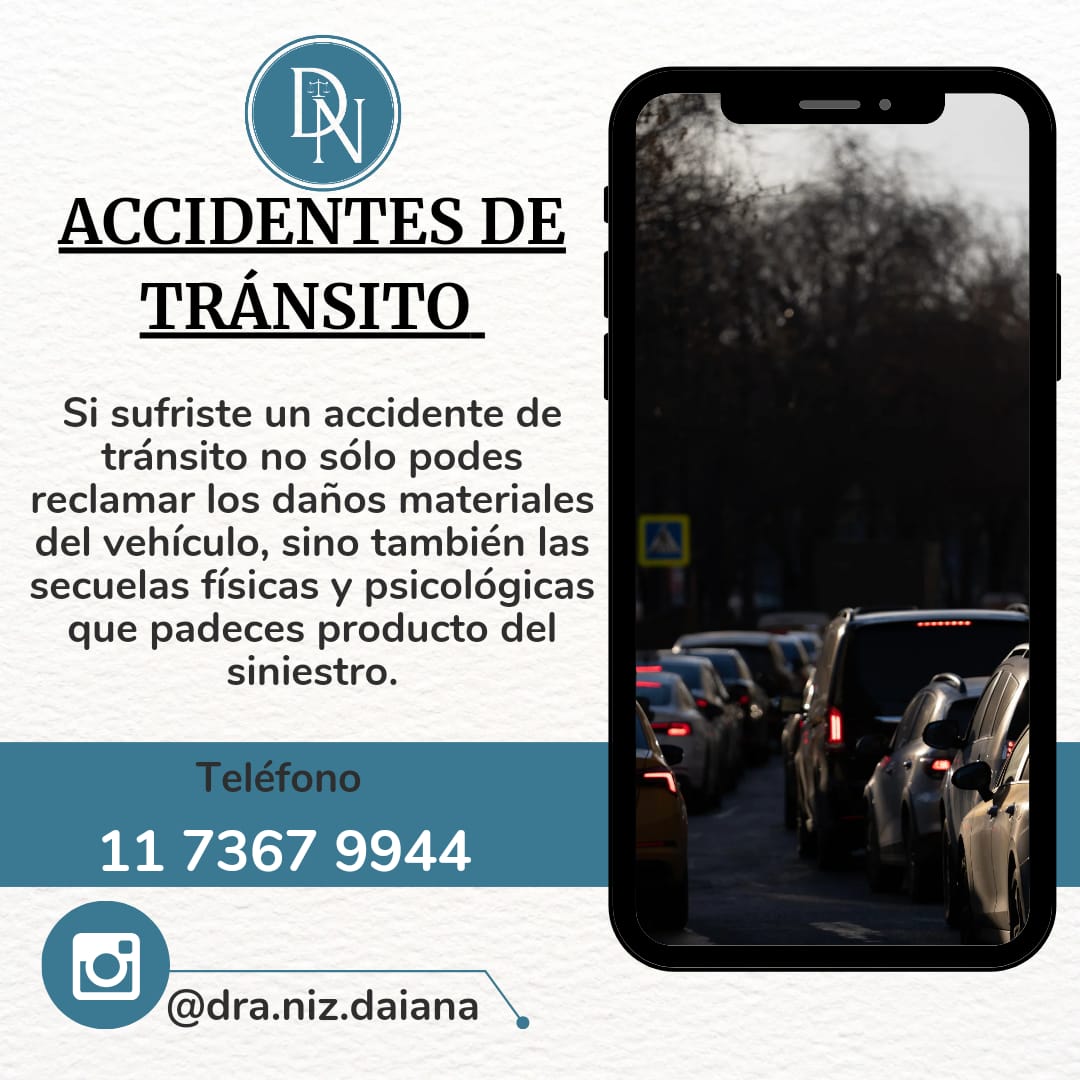 DN
ACCIDENTES DE
TRÁNSITO
Si sufriste un accidente de
tránsito no sólo podes
reclamar los daños materiales
del vehículo, sino también las
secuelas físicas y psicológicas
que padeces producto del
siniestro.
Teléfono
11 7367 9944
@dra.niz.daiana